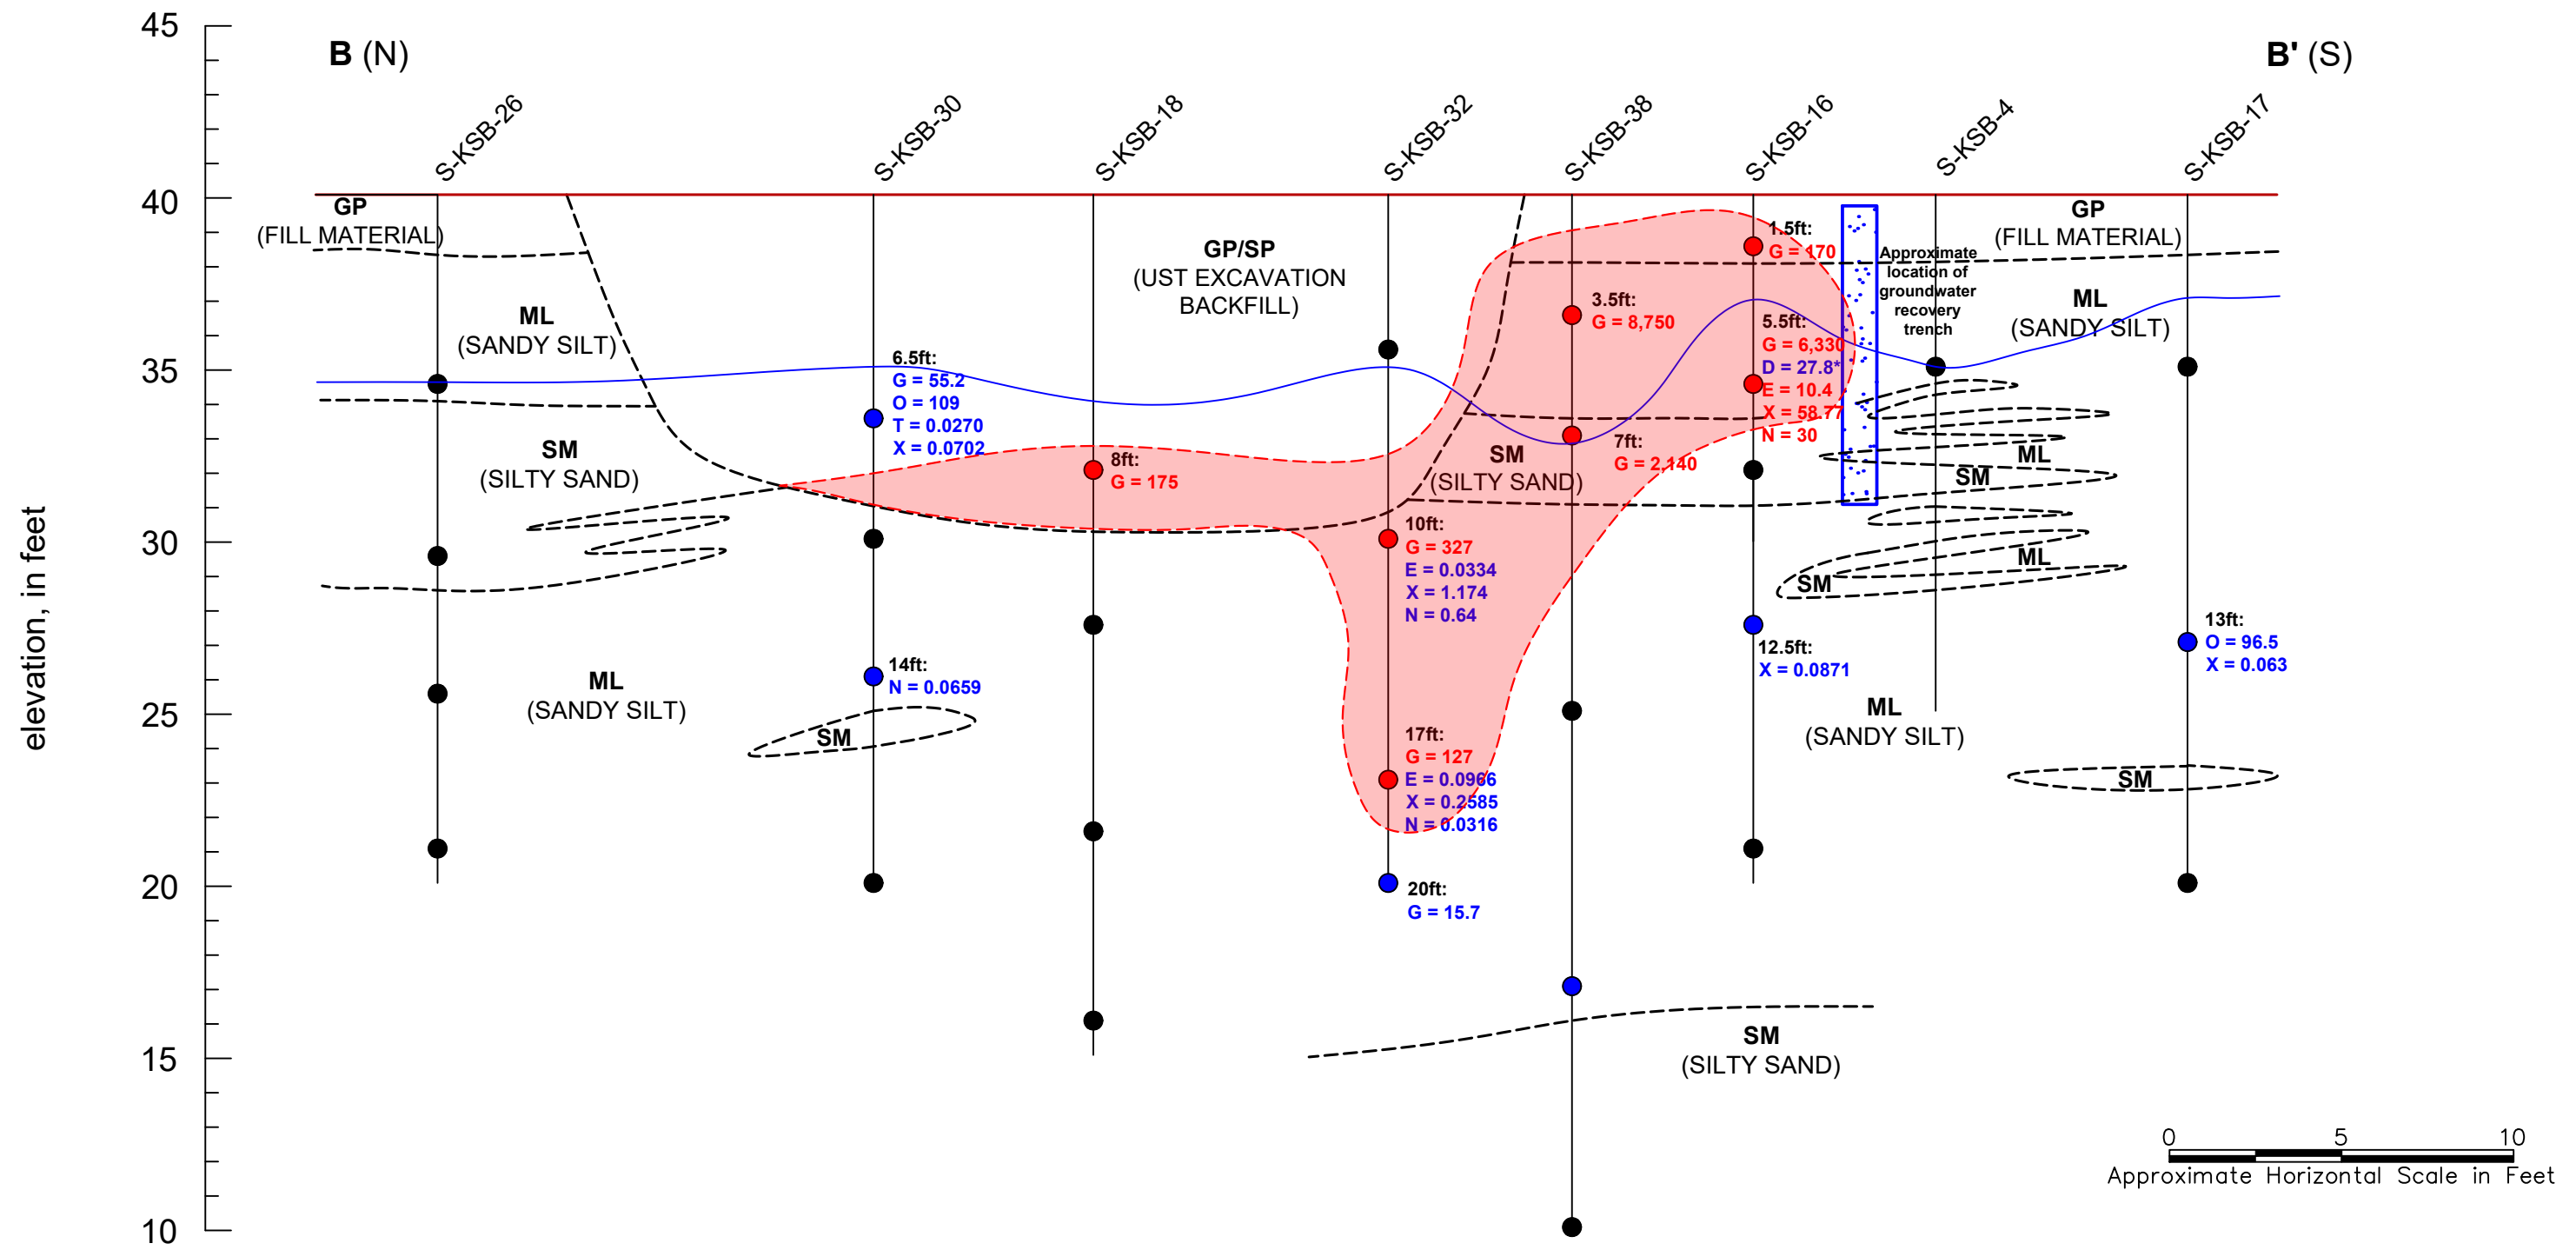 45
B (N)
B' (S)
S-KSB-26
S-KSB-30
S-KSB-18
S-KSB-32
S-KSB-38
S-KSB-16
S-KSB-4
S-KSB-17
40
GP
(FILL MATERIAL)
ML
(SANDY SILT)
SM
(SILTY SAND)
ML
(SANDY SILT)
6.5ft:
G = 55.2
O = 109
T = 0.0270
X = 0.0702
14ft:
N = 0.0659
SM
8ft:
G = 175
GP/SP
(UST EXCAVATION
BACKFILL)
10ft:
G = 327
E = 0.0334
X = 1.174
N = 0.64
17ft:
G = 127
E = 0.0966
X = 0.2585
N = 0.0316
20ft:
G = 15.7
SM
(SILTY SAND)
3.5ft:
G = 8,750
7ft:
G = 2,140
1.5ft:
G = 170
5.5ft:
G = 6,330
D = 27.8*
E = 10.4
X = 58.77
N = 30
12.5ft:
X = 0.0871
Approximate
location of
groundwater
recovery
trench
GP
(FILL MATERIAL)
ML
(SANDY SILT)
ML
SM
ML
SM
ML
(SANDY SILT)
13ft:
O = 96.5
X = 0.063
SM
SM
(SILTY SAND)
35
30
25
20
15
10
elevation, in feet
0 5 10
Approximate Horizontal Scale in Feet